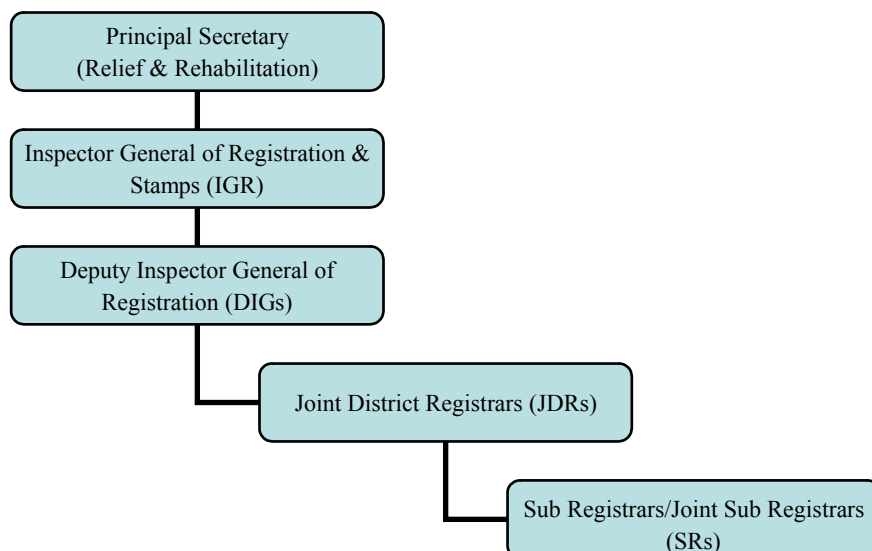 Principal Secretary
(Relief & Rehabilitation)
Inspector General of Registration &
Stamps (IGR)
Deputy Inspector General of
Registration (DIGs)
Joint District Registrars (JDRs)
Sub Registrars/Joint Sub Registrars
(SRs)